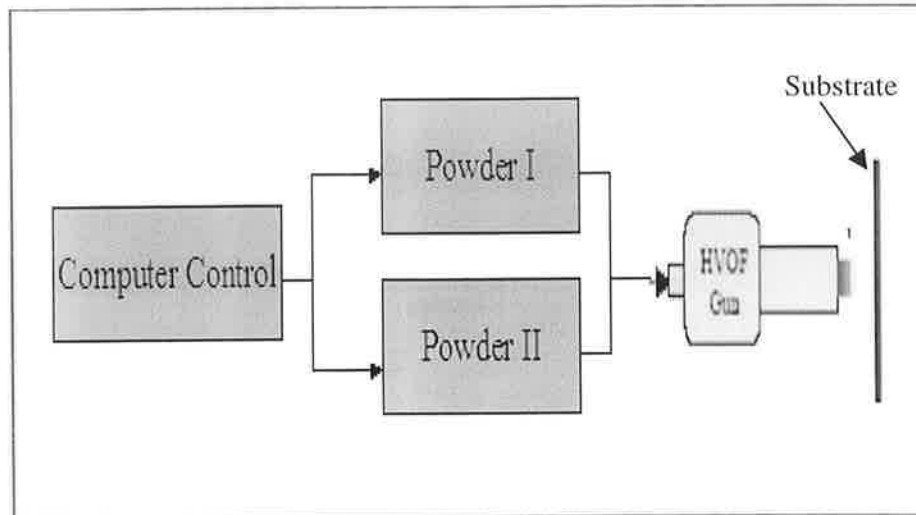 Substrate
Powder I
Computer Control
Powder II
HVOF
Gun